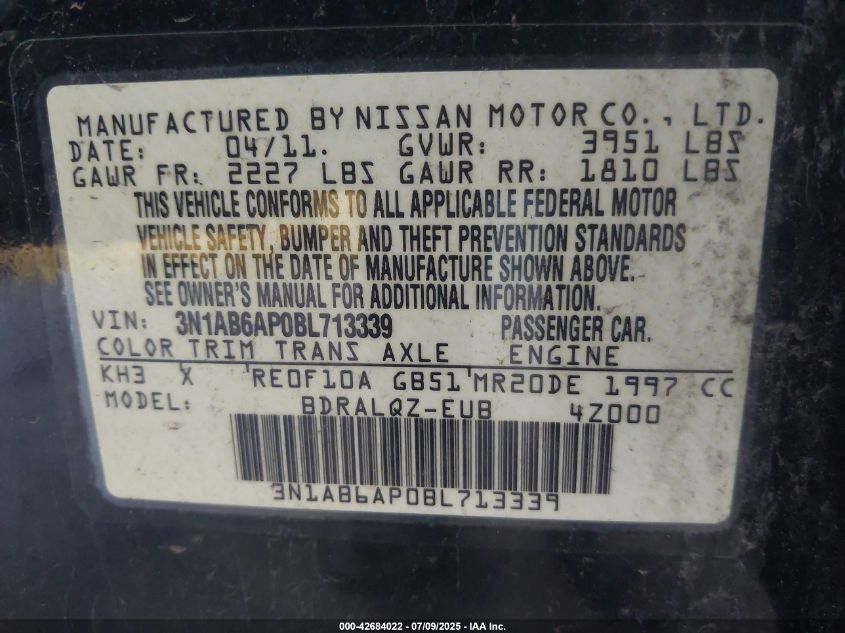 MANUFACTURED BY NISSAN MOTOR CO., LTD.
DATE: 04/11. GVWR: 3951 LBS
GAWR FR: 2227 LBS GAWR RR: 1810 LBS
THIS VEHICLE CONFORMS TO ALL APPLICABLE FEDERAL MOTOR
VEHICLE SAFETY, BUMPER AND THEFT PREVENTION STANDARDS
IN EFFECT ON THE DATE OF MANUFACTURE SHOWN ABOVE.
SEE OWNER'S MANUAL FOR ADDITIONAL INFORMATION.
VIN: 3N1AB6AP0BL713339 PASSENGER CAR.
COLOR TRIM TRANS AXLE ENGINE
KH3 X RE0F10A GB51 MR20DE 1997 CC
MODEL: BDRALQZ-EUB 4Z000
3N1AB6AP0BL713339
000-42684022 - 07/09/2025 - IAA Inc.